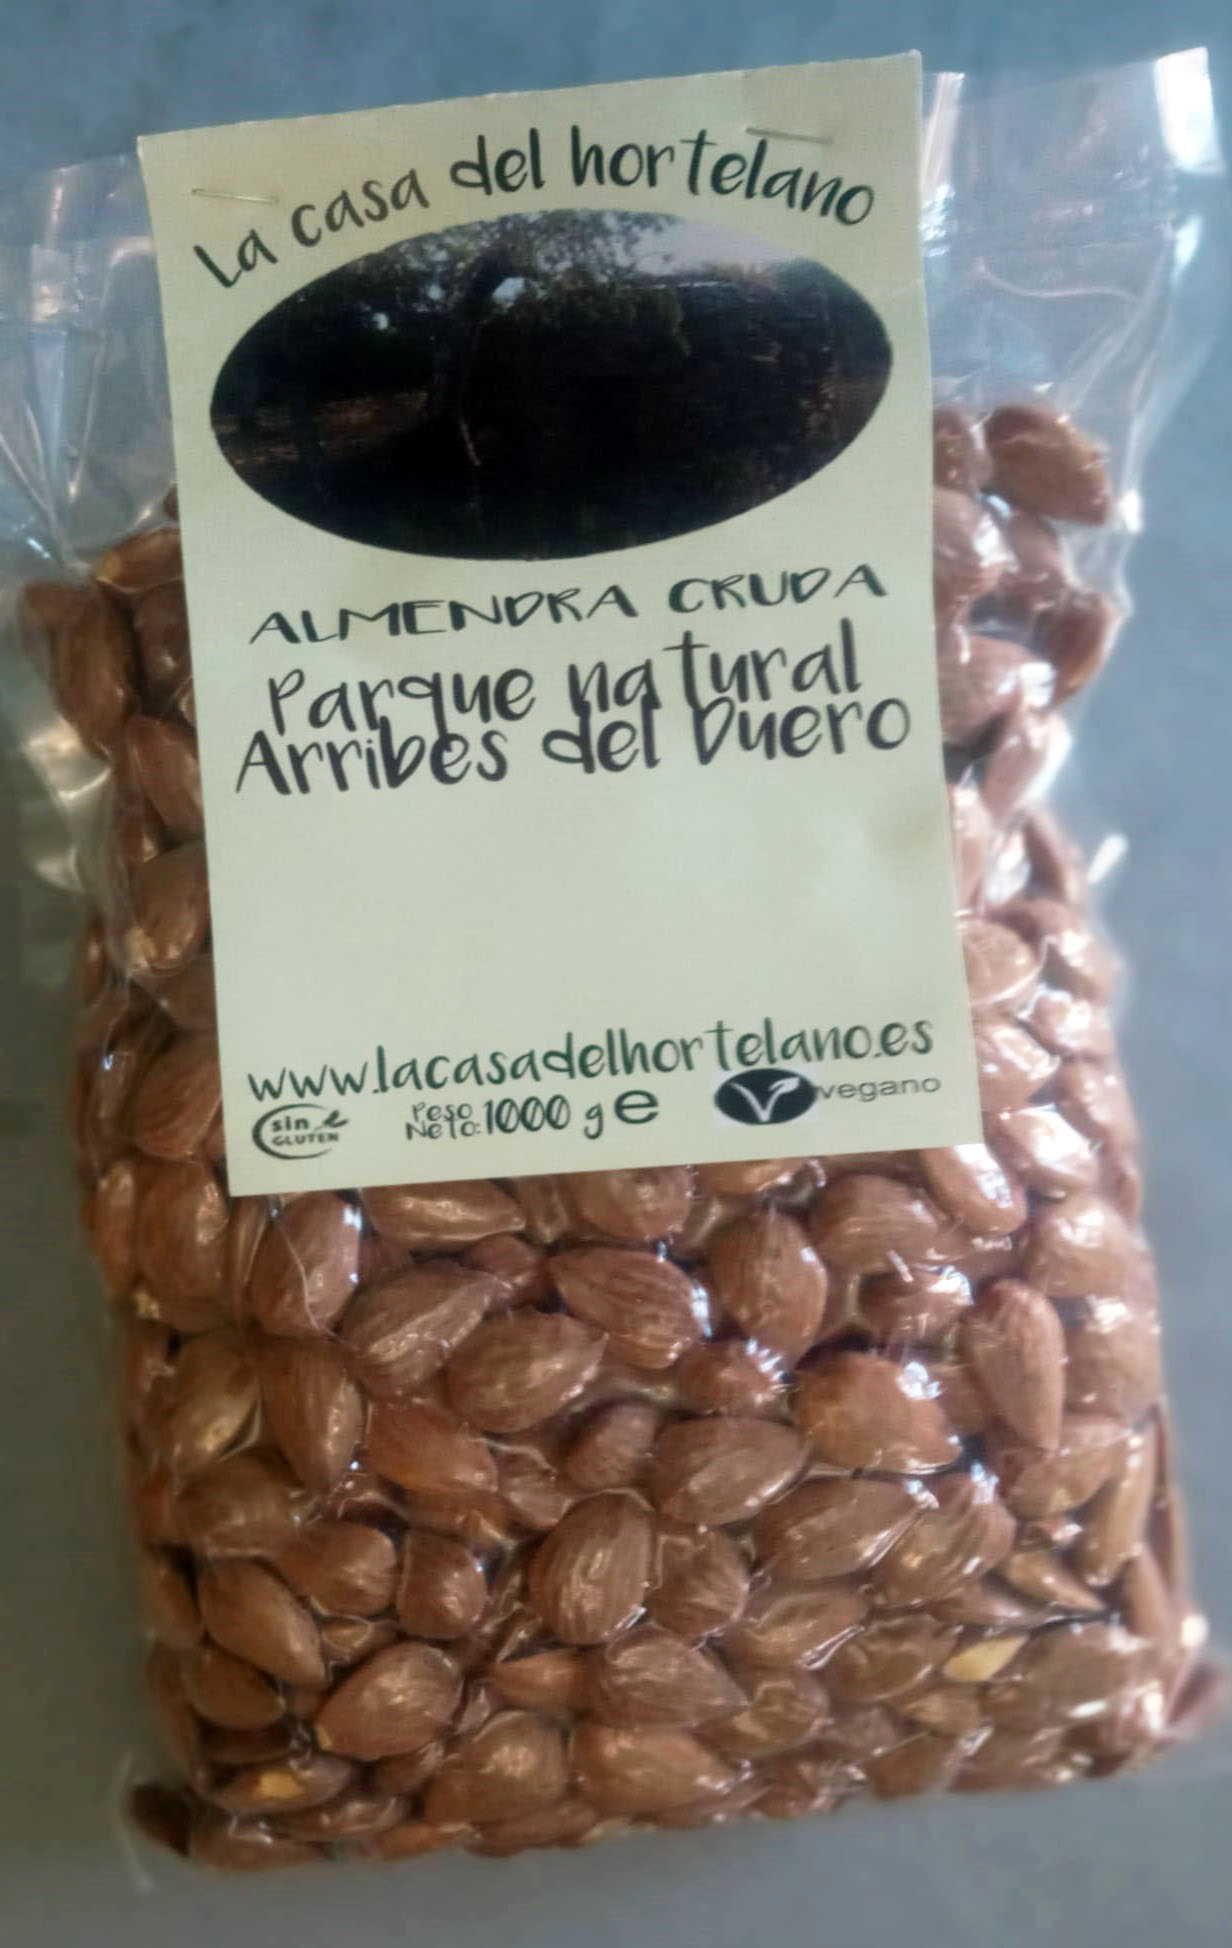 La casa del hortelano
ALMENDRA CRUDA
Parque natural
Arribes del Duero
www.lacasadelhortelano.es
sin
GLUTEN
Peso
Neto: 1000 g e
V vegano